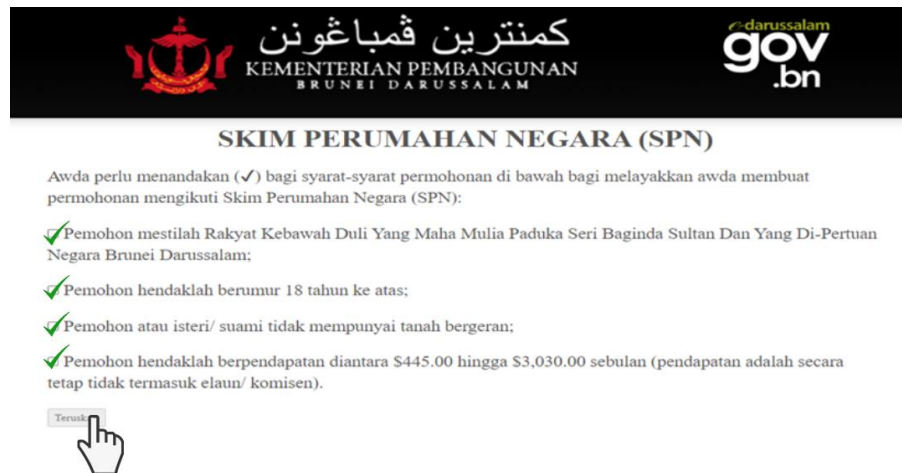 كمنترين ڤمباڠونن
KEMENTERIAN PEMBANGUNAN
BRUNEI DARUSSALAM
e-darussalam
gov
.bn
SKIM PERUMAHAN NEGARA (SPN)
Awda perlu menandakan (✓) bagi syarat-syarat permohonan di bawah bagi melayakkan awda membuat
permohonan mengikuti Skim Perumahan Negara (SPN):
Pemohon mestilah Rakyat Kebawah Duli Yang Maha Mulia Paduka Seri Baginda Sultan Dan Yang Di-Pertuan
Negara Brunei Darussalam;
Pemohon hendaklah berumur 18 tahun ke atas;
Pemohon atau isteri/ suami tidak mempunyai tanah bergeran;
Pemohon hendaklah berpendapatan diantara $445.00 hingga $3,030.00 sebulan (pendapatan adalah secara
tetap tidak termasuk elaun/ komisen).